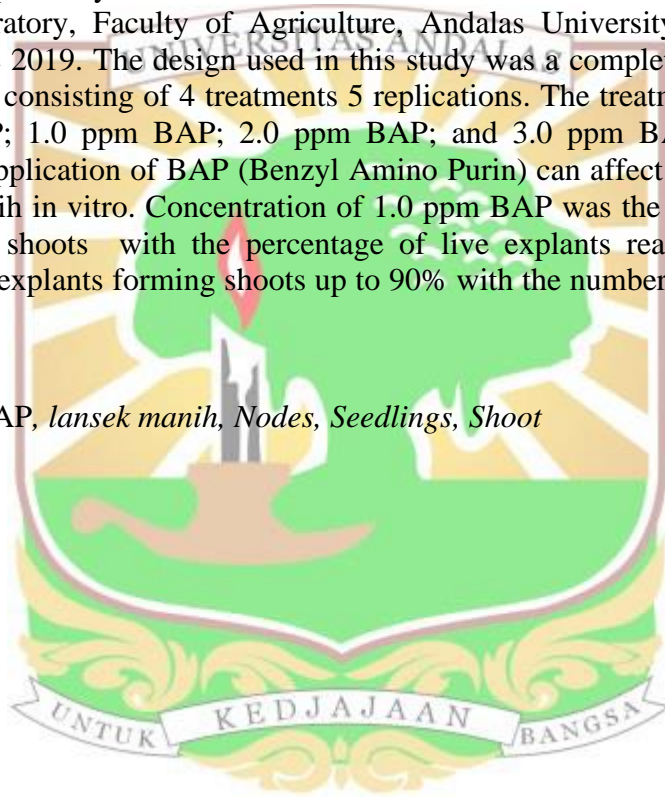 ratory, Faculty of Agriculture, Andalas University
2019. The design used in this study was a complet
consisting of 4 treatments 5 replications. The treatm
P; 1.0 ppm BAP; 2.0 ppm BAP; and 3.0 ppm BA
pplication of BAP (Benzyl Amino Purin) can affect
ih in vitro. Concentration of 1.0 ppm BAP was the
shoots with the percentage of live explants rea
explants forming shoots up to 90% with the number
AP, lansek manih, Nodes, Seedlings, Shoot
UNIVERSITAS ANDALAS
UNTUK KEDJAJAAN BANGSA